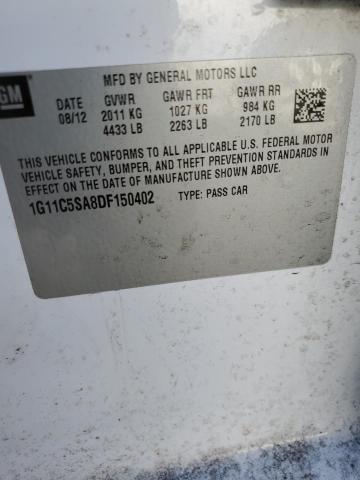 GM
MFD BY GENERAL MOTORS LLC
DATE GVWR GAWR FRT GAWR RR
08/12 2011 KG 1027 KG 984 KG
4433 LB 2263 LB 2170 LB
THIS VEHICLE CONFORMS TO ALL APPLICABLE U.S. FEDERAL MOTOR
VEHICLE SAFETY, BUMPER, AND THEFT PREVENTION STANDARDS IN
EFFECT ON THE DATE OF MANUFACTURE SHOWN ABOVE.
1G11C5SA8DF150402 TYPE: PASS CAR